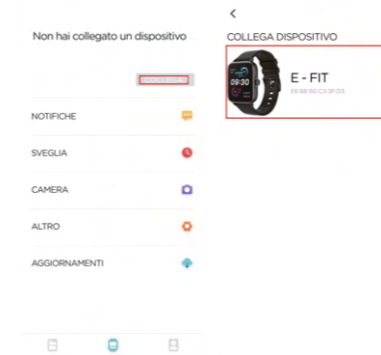 Non hai collegato un dispositivo
NOTIFICHE
SVEGLIA
CAMERA
ALTRO
AGGIORNAMENTI
COLLEGA DISPOSITIVO
09:30
E - FIT